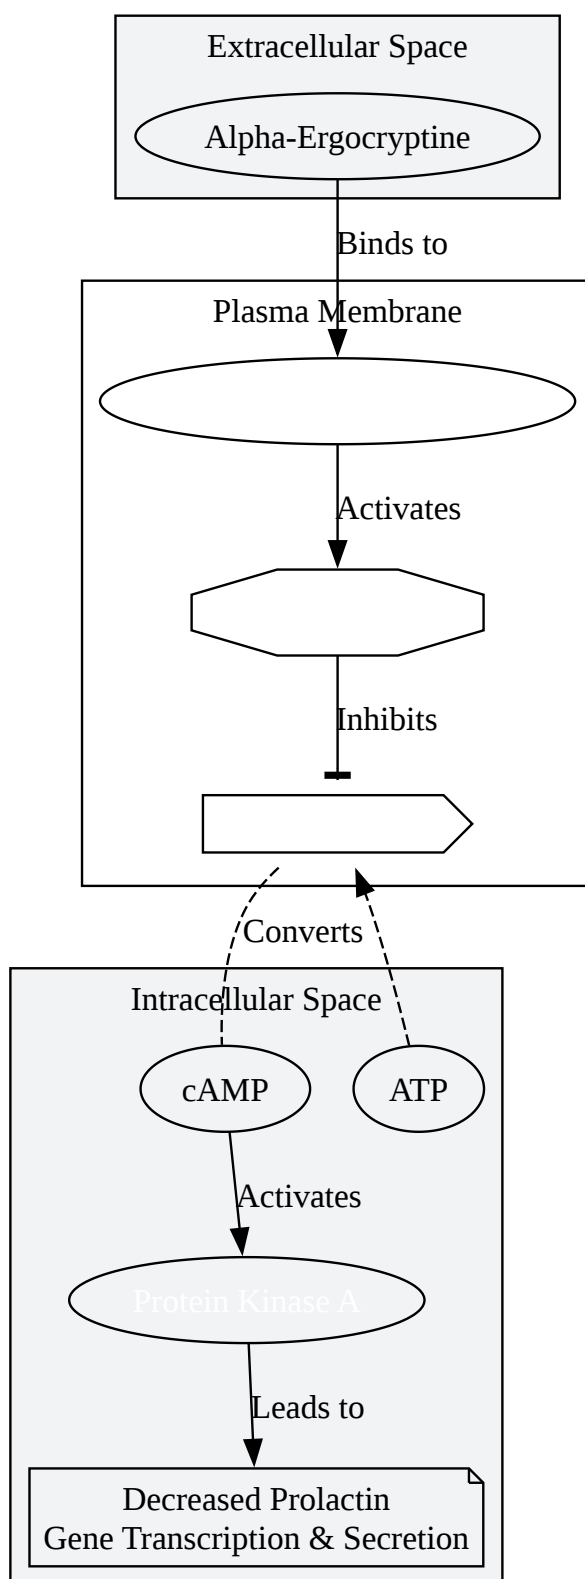 Extracellular Space
Alpha-Ergocryptine
Binds to
Plasma Membrane
Activates
Inhibits
Converts
Intracellular Space
cAMP
ATP
Activates
Protein Kinase A
Leads to
Decreased Prolactin
Gene Transcription & Secretion